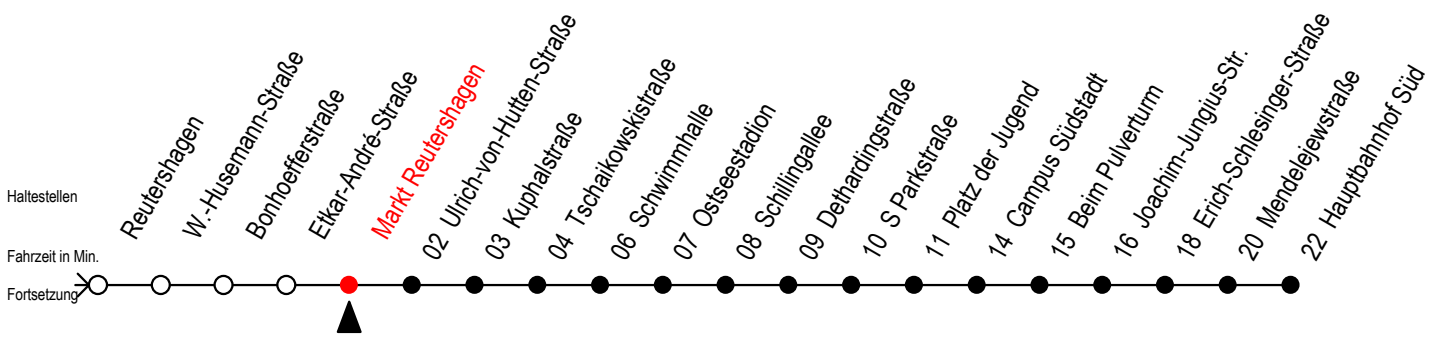 Haltestellen
Fahrzeit in Min.
Fortsetzung
Reutershagen
W.-Husemann-Straße
Bonhoefferstraße
Etkar-André-Straße
Markt Reutershagen
02 Ulrich-von-Hutten-Straße
03 Kuphalstraße
04 Tschaikowskistraße
06 Schwimmhalle
07 Ostseestadion
08 Schillingallee
09 Dethardingstraße
10 S Parkstraße
11 Platz der Jugend
14 Campus Südstadt
15 Beim Pulverturm
16 Joachim-Jungius-Str.
18 Erich-Schlesinger-Straße
20 Mendelejewstraße
22 Hauptbahnhof Süd